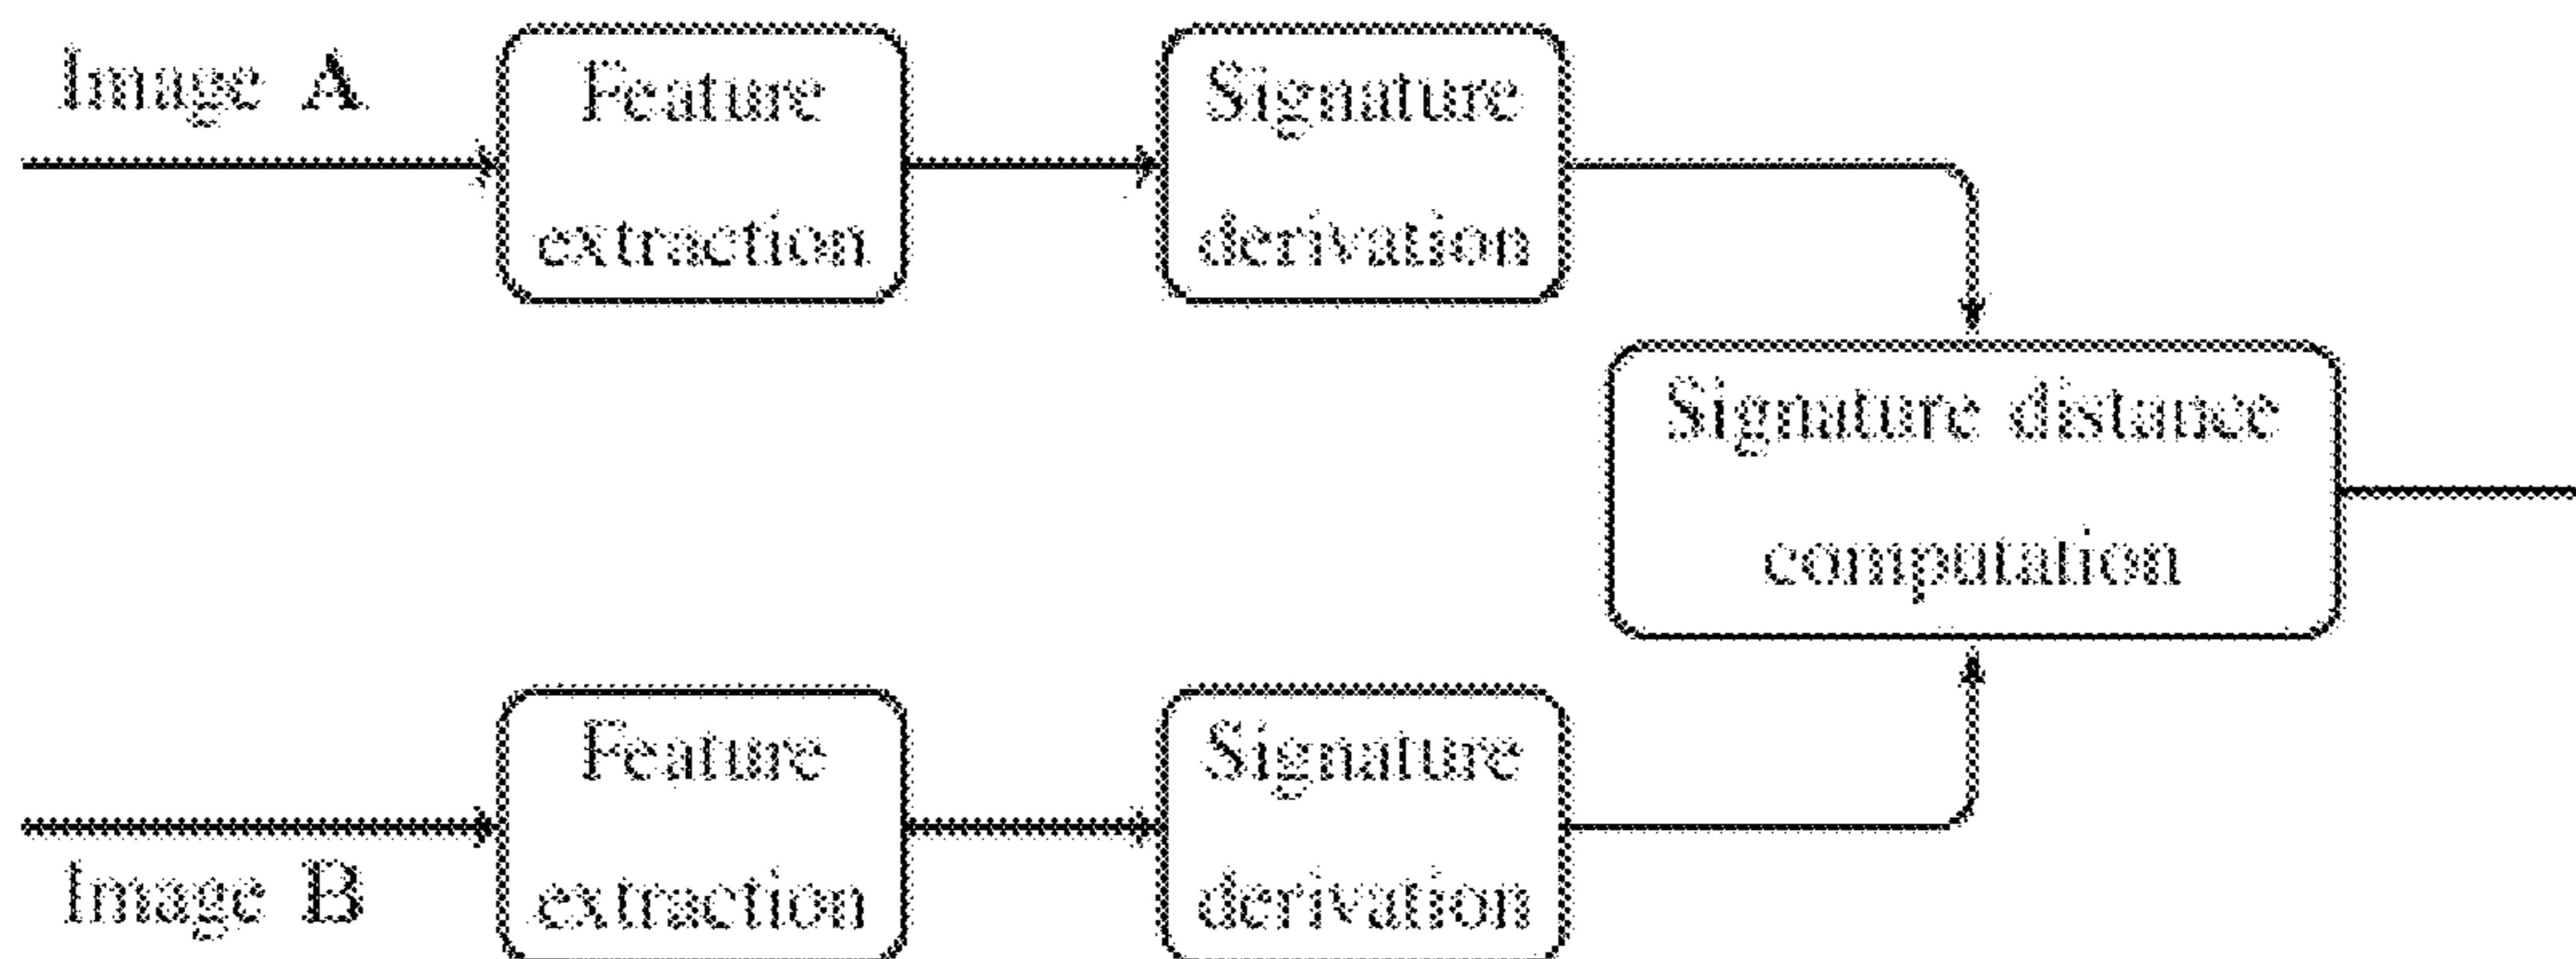 Image A
Feature
extraction
Signature
derivation
Signature distance
computation
Image B
Feature
extraction
Signature
derivation